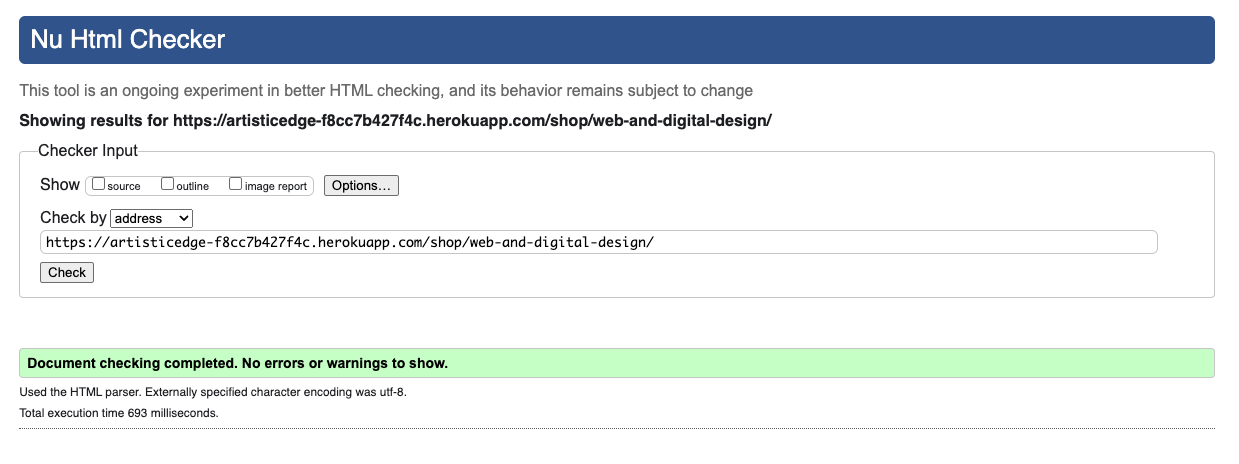 Nu Html Checker
This tool is an ongoing experiment in better HTML checking, and its behavior remains subject to change
Showing results for https://artisticedge-f8cc7b427f4c.herokuapp.com/shop/web-and-digital-design/
Checker Input
Show source outline image report Options...
Check by address
https://artisticedge-f8cc7b427f4c.herokuapp.com/shop/web-and-digital-design/
Check
Document checking completed. No errors or warnings to show.
Used the HTML parser. Externally specified character encoding was utf-8.
Total execution time 693 milliseconds.